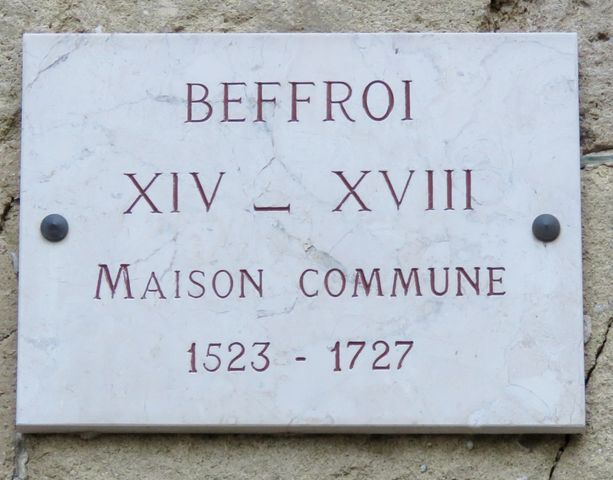 BEFFROI
XIV – XVIII
MAISON COMMUNE
1523 - 1727